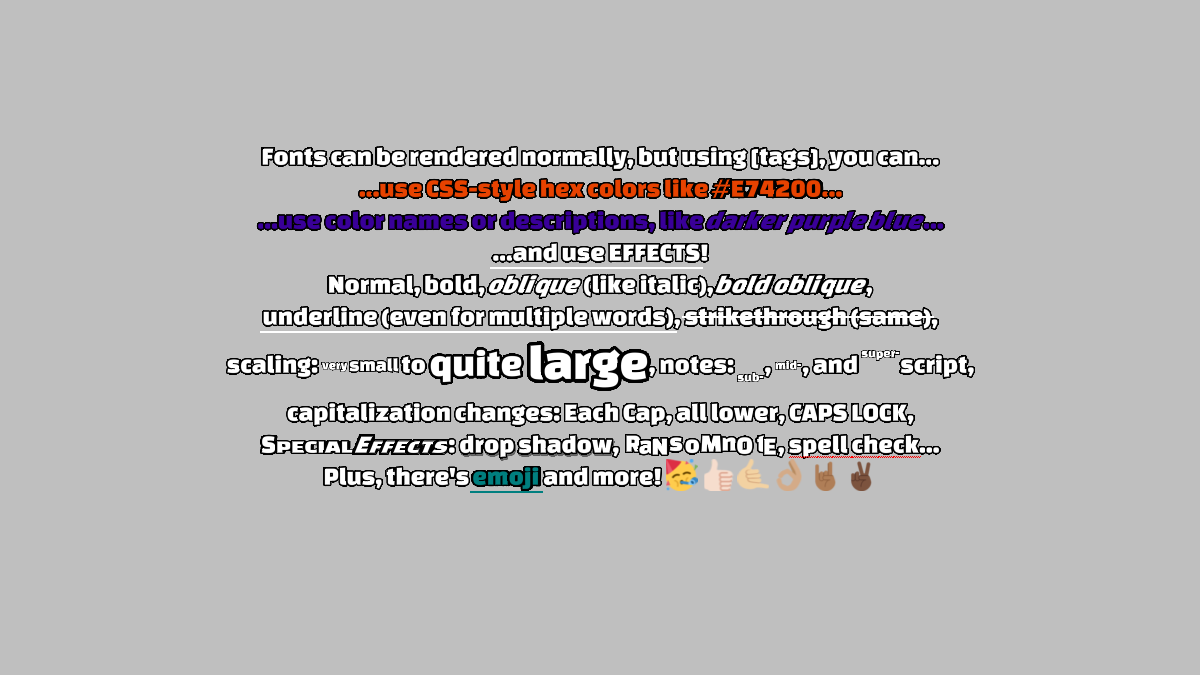 Fonts can be rendered normally, but using [tags], you can...
...use CSS-style hex colors like #E74200...
...use color names or descriptions, like darker purple blue...
...and use EFFECTS!
Normal, bold, oblique (like italic), bold oblique,
underline (even for multiple words), strikethrough (same),
scaling: very small to quite large, notes: sub-, mid-, and super- script,
capitalization changes: Each Cap, all lower, CAPS LOCK,
Special Effects: drop shadow, RaNsoMnOtE, spell check...
Plus, there's emoji and more! 🥳👍🏻🤙🏼👌🏽🤘🏾✌🏿